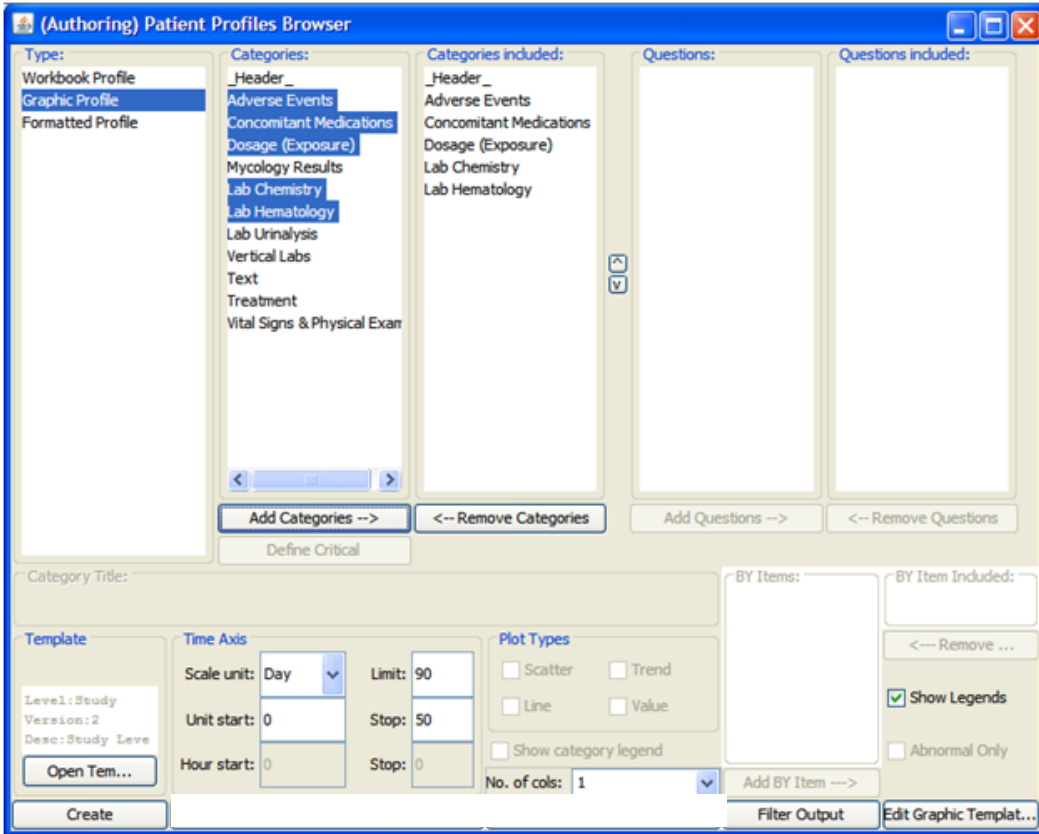 (Authoring) Patient Profiles Browser
Type:
Workbook Profile
Graphic Profile
Formatted Profile
Categories:
_Header_
Adverse Events
Concomitant Medications
Dosage (Exposure)
Mycology Results
Lab Chemistry
Lab Hematology
Lab Urinalysis
Vertical Labs
Text
Treatment
Vital Signs & Physical Exam
Categories included:
_Header_
Adverse Events
Concomitant Medications
Dosage (Exposure)
Lab Chemistry
Lab Hematology
^
v
Questions:
Questions included:
Add Categories -->
<-- Remove Categories
Add Questions -->
<-- Remove Questions
Define Critical
Category Title:
BY Items:
BY Item Included:
Template
Level:Study
Version:2
Desc:Study Leve
Open Tem...
Time Axis
Scale unit: Day Limit: 90
Unit start: 0 Stop: 50
Hour start: 0 Stop: 0
Plot Types
Scatter Trend
Line Value
Show category legend
No. of cols: 1
<--- Remove ...
Show Legends
Abnormal Only
Add BY Item --->
Create
Filter Output
Edit Graphic Templat...